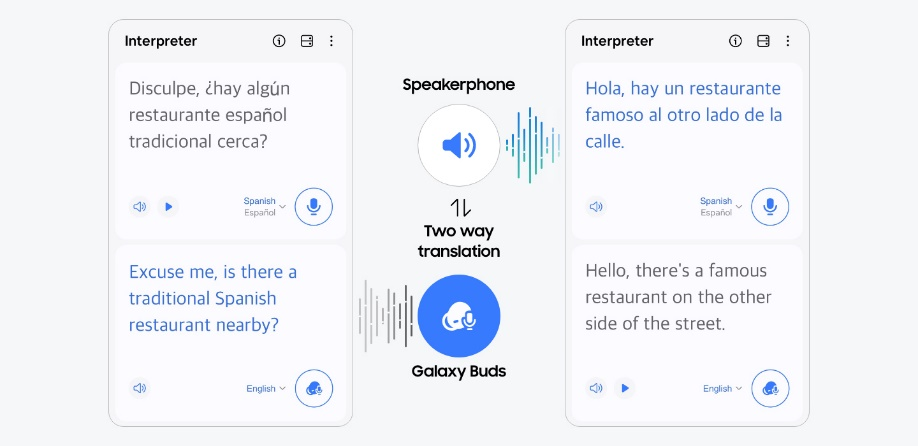 Interpreter
Disculpe, ¿hay algún
restaurante español
tradicional cerca?
Spanish
Español
Excuse me, is there a
traditional Spanish
restaurant nearby?
English
Speakerphone
Two way
translation
Galaxy Buds
Interpreter
Hola, hay un restaurante
famoso al otro lado de la
calle.
Spanish
Español
Hello, there's a famous
restaurant on the other
side of the street.
English